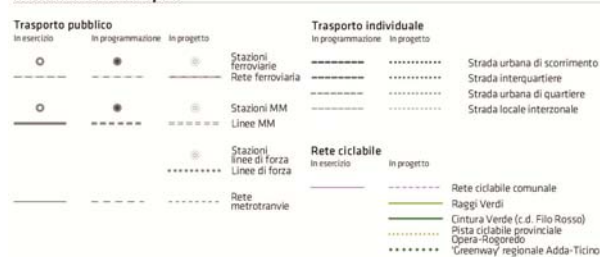 Trasporto pubblico
In esercizio In programmazione In progetto
Stazioni
ferroviarie
Rete ferroviaria
Stazioni MM
Linee MM
Stazioni
linee di forza
Linee di forza
Rete
metrotranvie
Trasporto individuale
In programmazione In progetto
Strada urbana di scorrimento
Strada interquartiere
Strada urbana di quartiere
Strada locale interzonale
Rete ciclabile
In esercizio In progetto
Rete ciclabile comunale
Raggi Verdi
Cintura Verde (c.d. Filo Rosso)
Pista ciclabile provinciale
Opera-Rogoredo
'Greenway' regionale Adda-Ticino